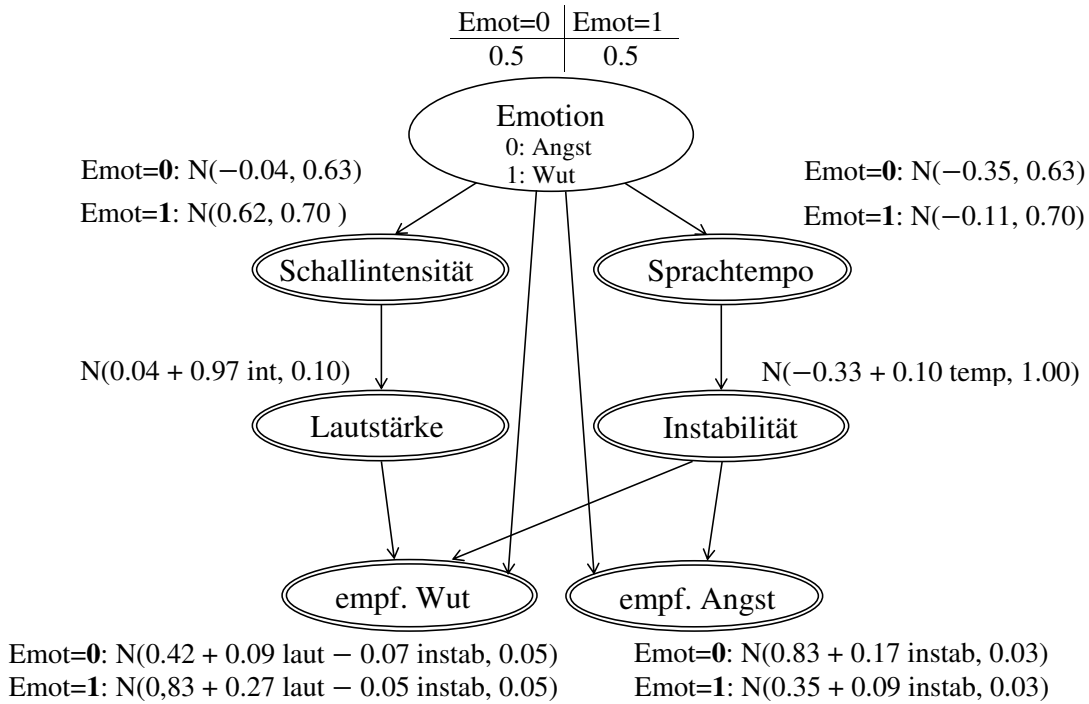 Emot=0 Emot=1
0.5 0.5
Emotion
0: Angst
1: Wut
Emot=0: N(−0.04, 0.63)
Emot=1: N(0.62, 0.70 )
Emot=0: N(−0.35, 0.63)
Emot=1: N(−0.11, 0.70)
Schallintensität
Sprachtempo
N(0.04 + 0.97 int, 0.10)
N(−0.33 + 0.10 temp, 1.00)
Lautstärke
Instabilität
empf. Wut
empf. Angst
Emot=0: N(0.42 + 0.09 laut − 0.07 instab, 0.05)
Emot=1: N(0,83 + 0.27 laut − 0.05 instab, 0.05)
Emot=0: N(0.83 + 0.17 instab, 0.03)
Emot=1: N(0.35 + 0.09 instab, 0.03)